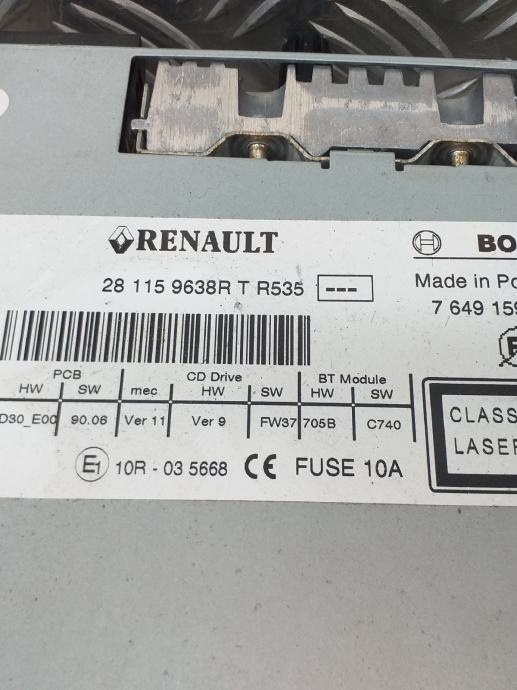 RENAULT
BO
28 115 9638R T R535 ---
Made in Po
7 649 159
PCB CD Drive BT Module
HW SW mec HW SW HW SW
D30_E00 90.06 Ver 11 Ver 9 FW37 705B C740
CLASS
LASER
E1 10R - 03 5668 CE FUSE 10A